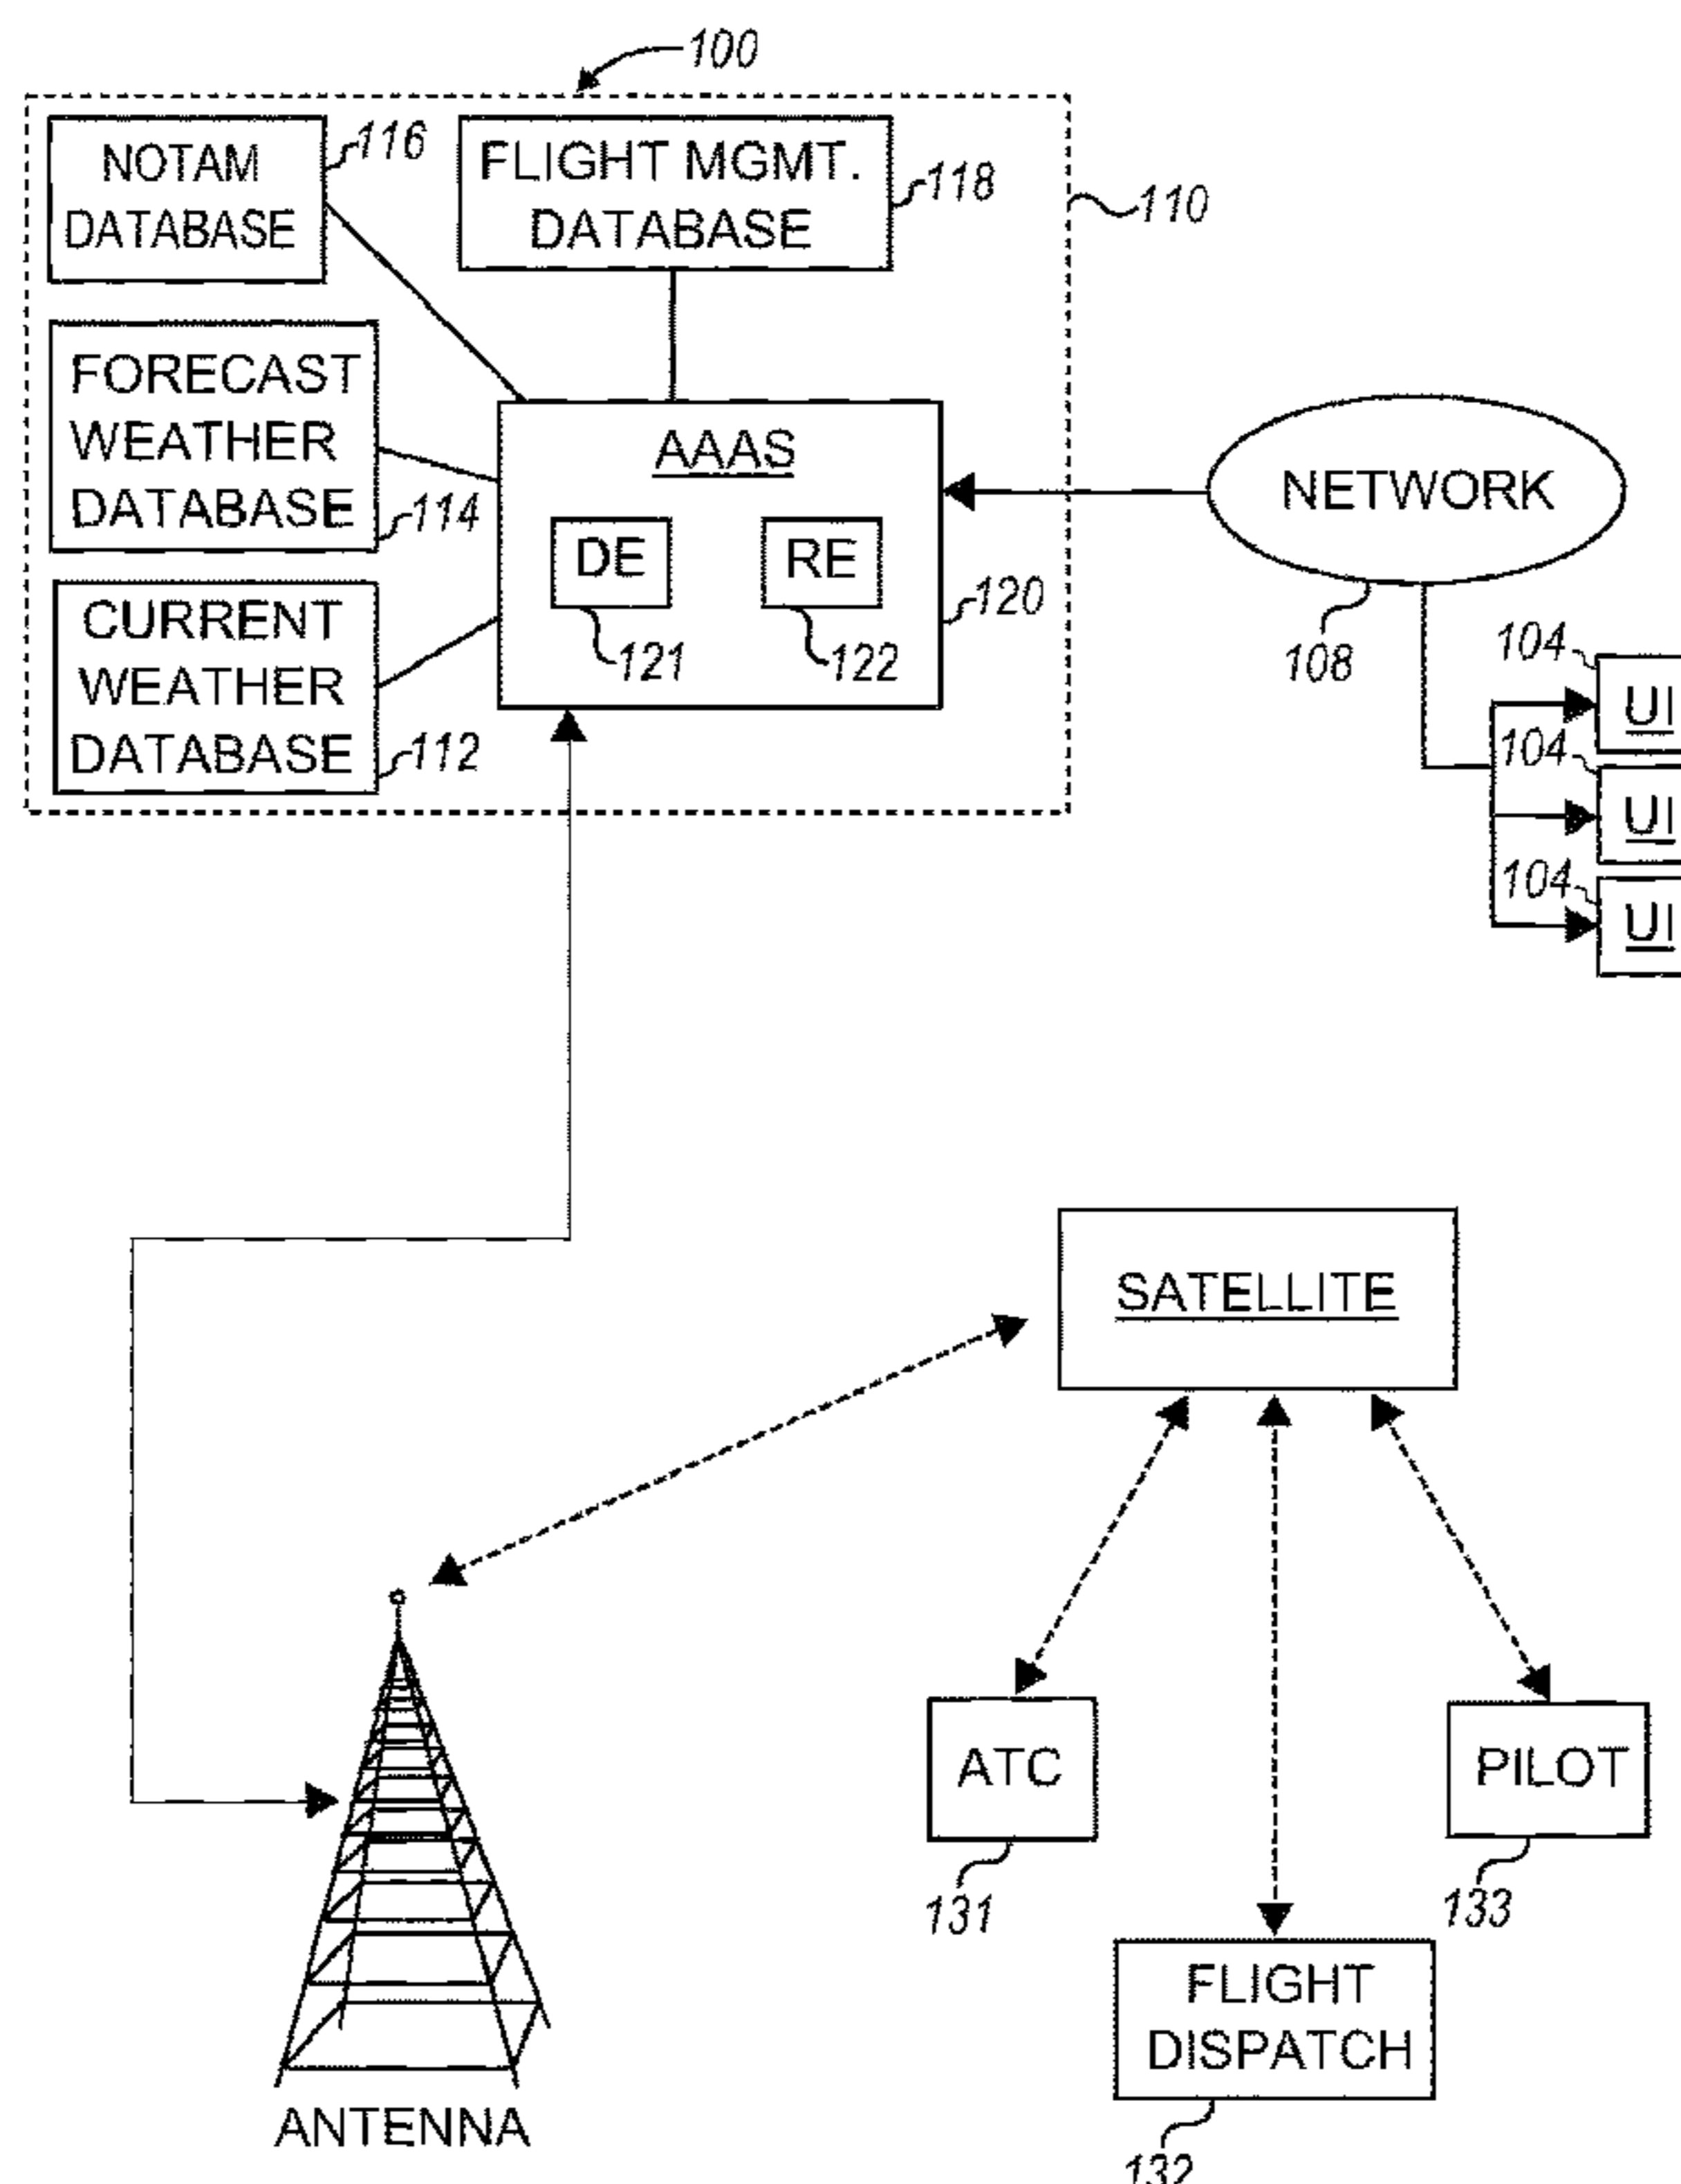 100
NOTAM
DATABASE
116
FLIGHT MGMT.
DATABASE
118
110
FORECAST
WEATHER
DATABASE
114
AAAS
DE
RE
121
122
120
NETWORK
108
CURRENT
WEATHER
DATABASE
112
104
UI
104
UI
104
UI
SATELLITE
ATC
131
PILOT
133
FLIGHT
DISPATCH
132
ANTENNA